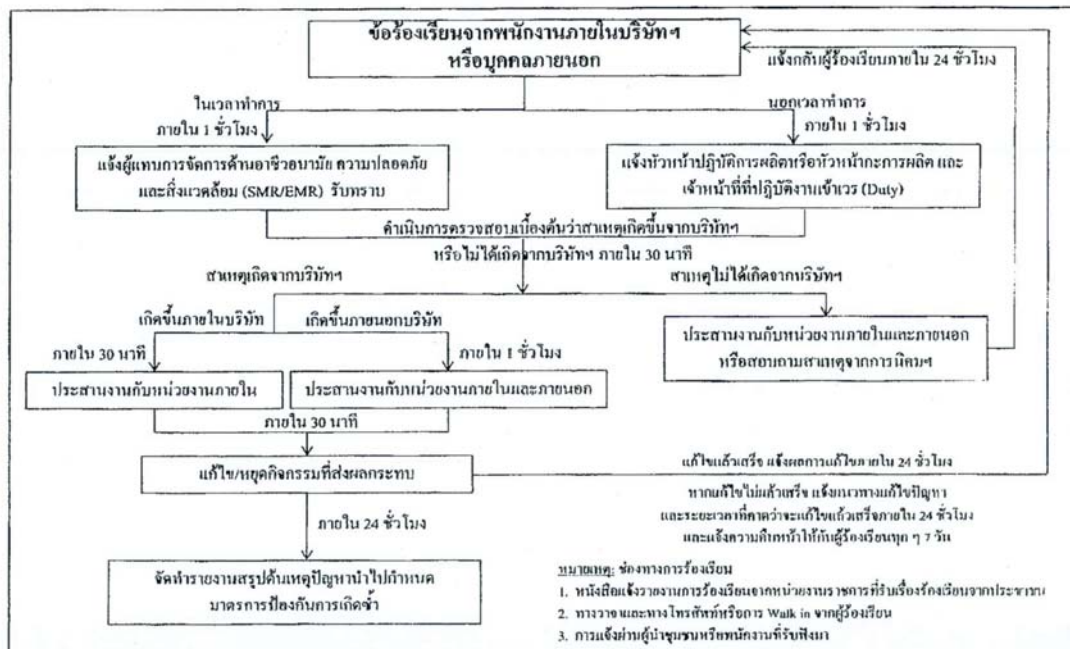 ข้อร้องเรียนจากพนักงานภายในบริษัทฯ
หรือบุคคลภายนอก
แจ้งกลับผู้ร้องเรียนภายใน 24 ชั่วโมง
ในเวลาทำการ
นอกเวลาทำการ
ภายใน 1 ชั่วโมง
ภายใน 1 ชั่วโมง
แจ้งผู้แทนการจัดการด้านอาชีวอนามัย ความปลอดภัย
และสิ่งแวดล้อม (SMR/EMR) รับทราบ
แจ้งหัวหน้าปฏิบัติการผลิตหรือหัวหน้ากะการผลิต และ
เจ้าหน้าที่ที่ปฏิบัติงานเข้าเวร (Duty)
ดำเนินการตรวจสอบเบื้องต้นว่าสาเหตุเกิดขึ้นจากบริษัทฯ
หรือไม่ได้เกิดจากบริษัทฯ ภายใน 30 นาที
สาเหตุเกิดจากบริษัทฯ
สาเหตุไม่ได้เกิดจากบริษัทฯ
เกิดขึ้นภายในบริษัท
เกิดขึ้นภายนอกบริษัท
ภายใน 30 นาที
ภายใน 1 ชั่วโมง
ประสานงานกับหน่วยงานภายในและภายนอก
หรือสอบถามสาเหตุจากการนิคมฯ
ประสานงานกับหน่วยงานภายใน
ประสานงานกับหน่วยงานภายในและภายนอก
ภายใน 30 นาที
แก้ไข/หยุดกิจกรรมที่ส่งผลกระทบ
แก้ไขแล้วเสร็จ แจ้งผลการแก้ไขภายใน 24 ชั่วโมง
หากแก้ไขไม่แล้วเสร็จ แจ้งแนวทางแก้ไขปัญหา
และระยะเวลาที่คาดว่าจะแก้ไขแล้วเสร็จภายใน 24 ชั่วโมง
และแจ้งความคืบหน้าให้กับผู้ร้องเรียนทุก ๆ 7 วัน
ภายใน 24 ชั่วโมง
จัดทำรายงานสรุปต้นเหตุปัญหานำไปกำหนด
มาตรการป้องกันการเกิดซ้ำ
หมายเหตุ: ช่องทางการร้องเรียน
1. หนังสือแจ้งรายงานการร้องเรียนจากหน่วยงานราชการที่รับเรื่องร้องเรียนจากประชาชน
2. ทางวาจาและทางโทรศัพท์หรือการ Walk in จากผู้ร้องเรียน
3. การแจ้งผ่านผู้นำชุมชนหรือพนักงานที่รับฟังมา